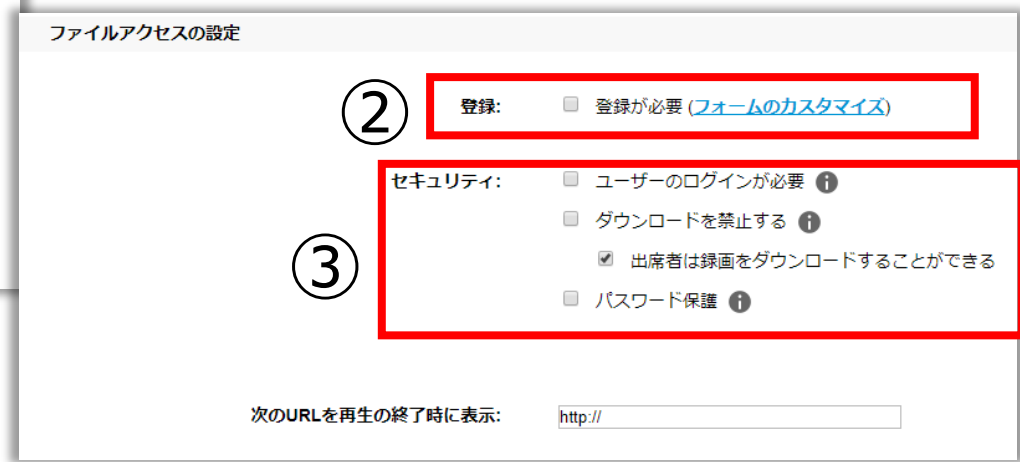 ファイルアクセスの設定
② 登録: 登録が必要 (フォームのカスタマイズ)
セキュリティ: ユーザーのログインが必要
ダウンロードを禁止する
③ 出席者は録画をダウンロードすることができる
パスワード保護
次のURLを再生の終了時に表示: http://